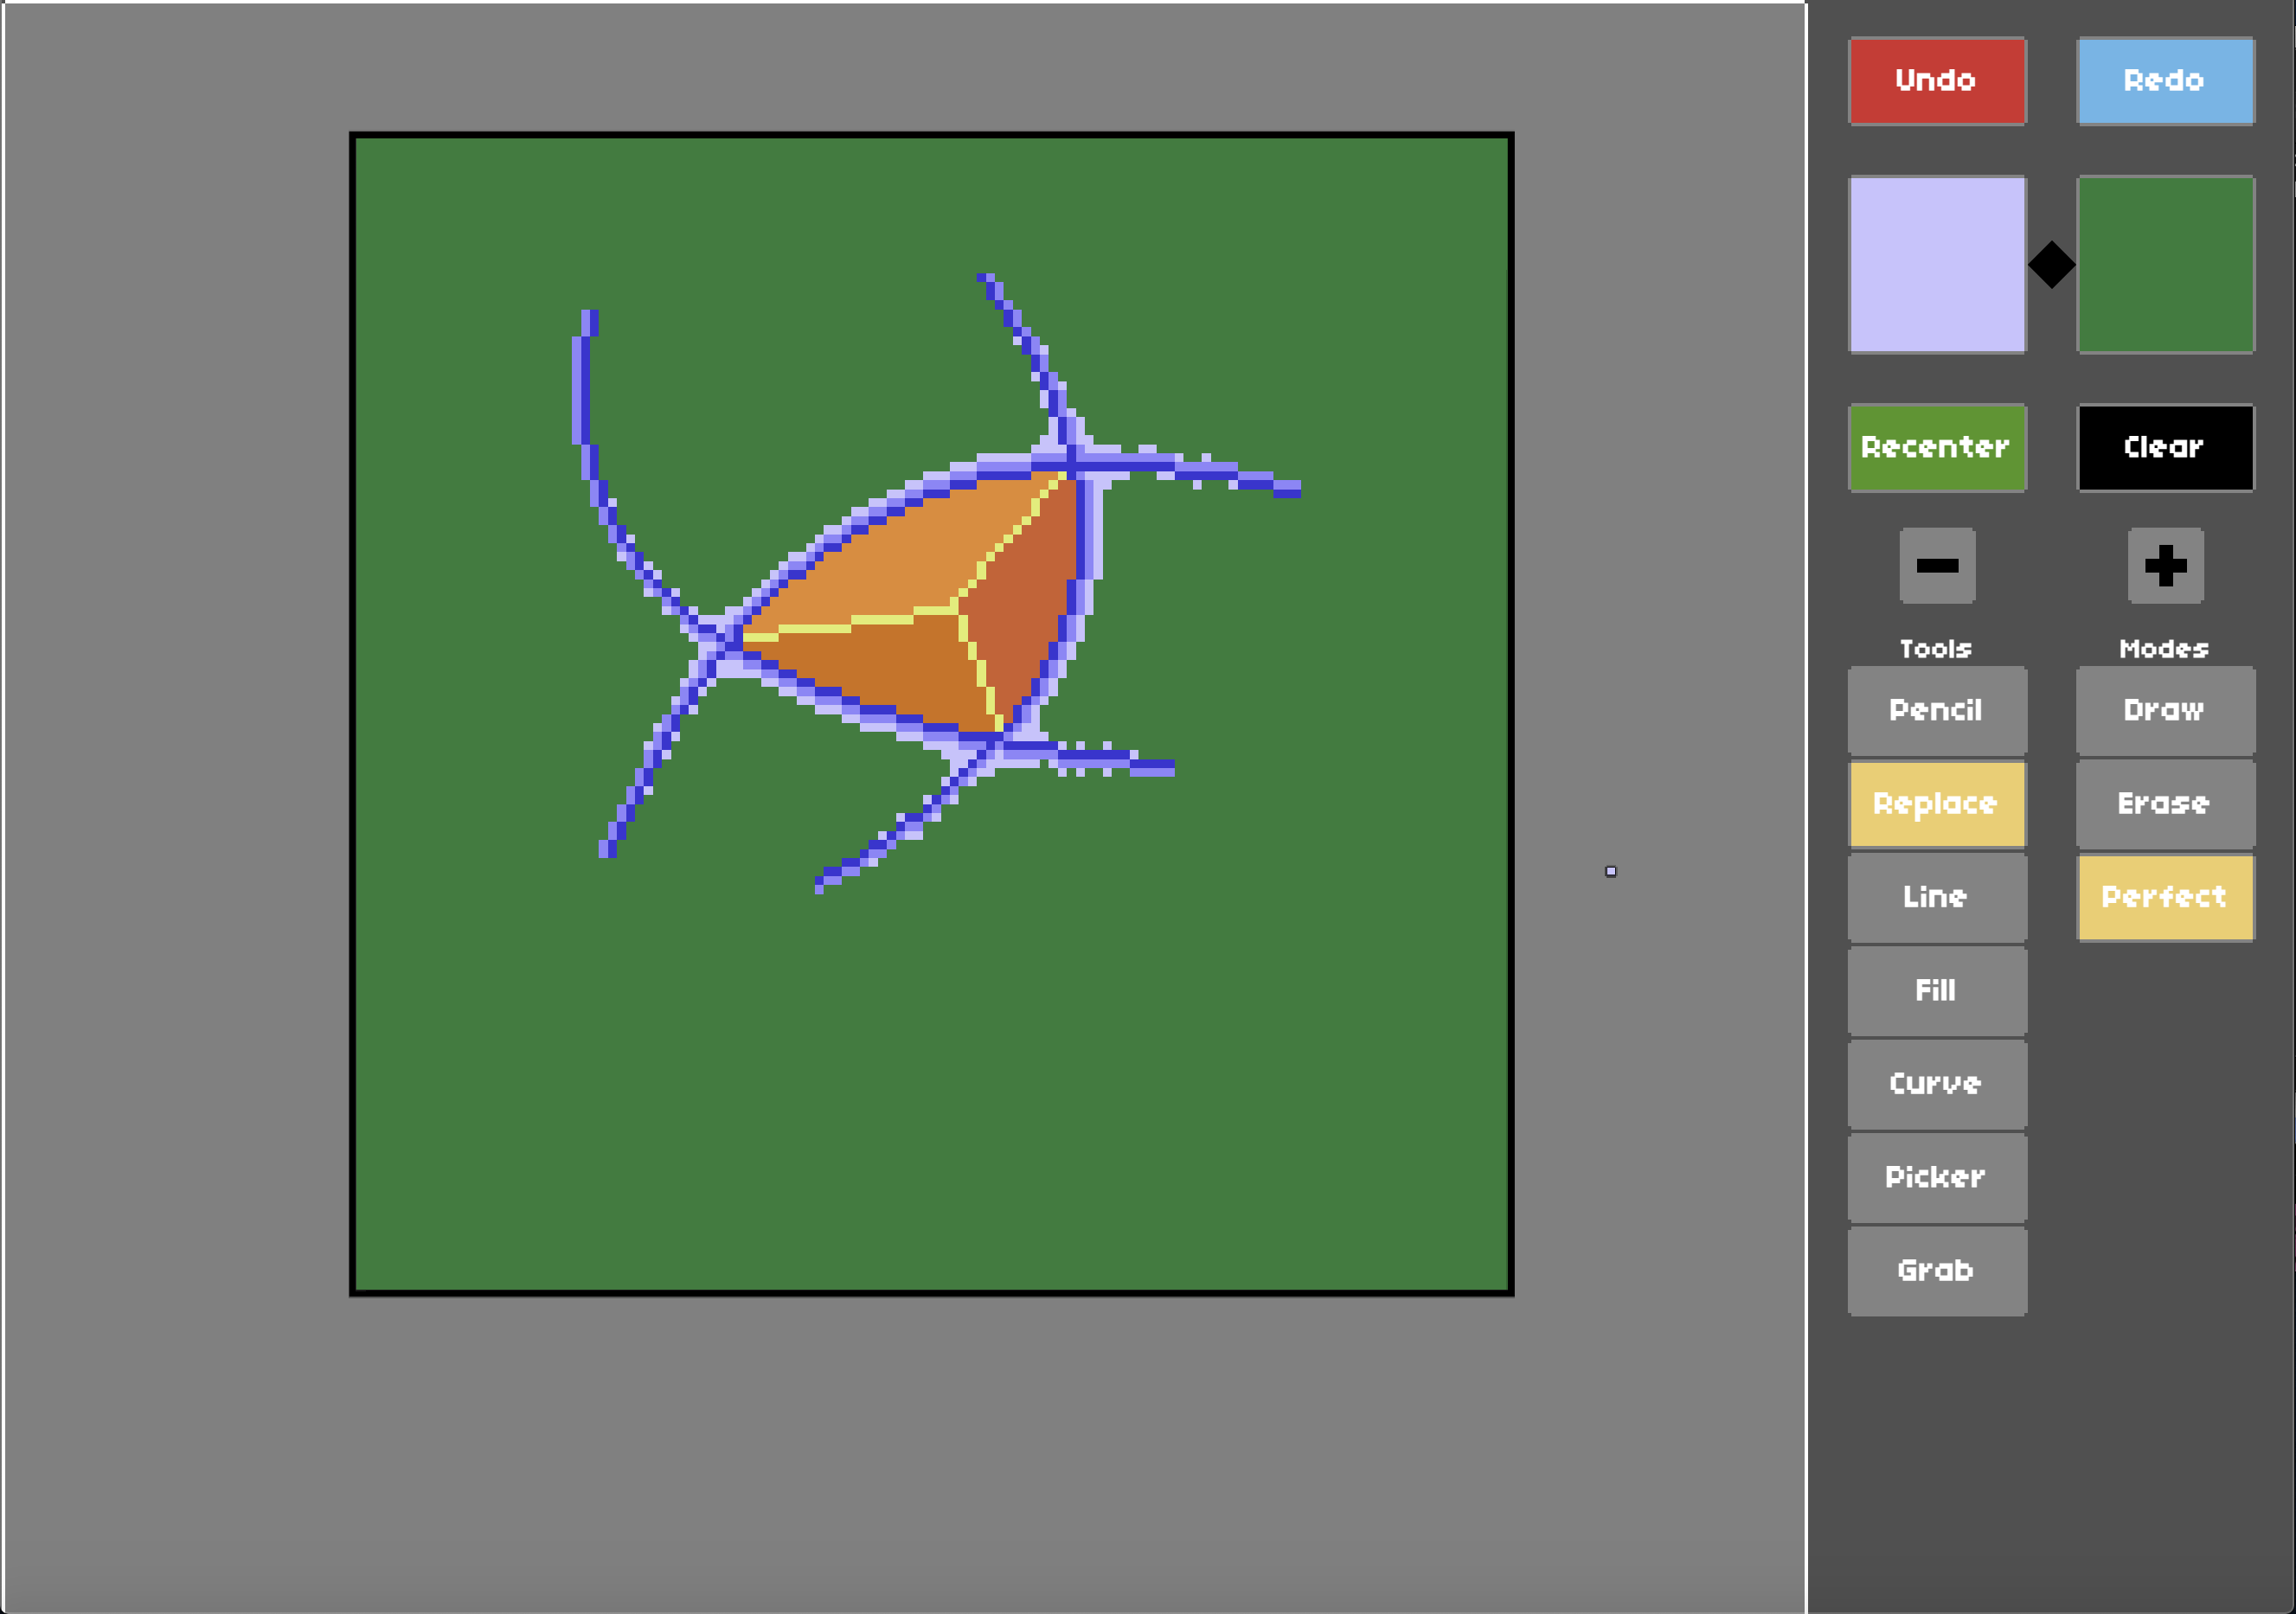 Undo Redo
Recenter Clear
Tools Modes
Pencil Draw
Replace Erase
Line Perfect
Fill
Curve
Picker
Grab